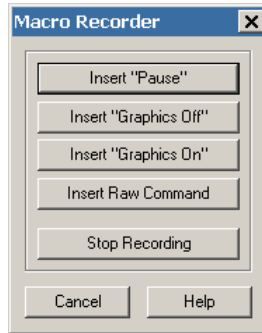 Macro Recorder
Insert "Pause"
Insert "Graphics Off"
Insert "Graphics On"
Insert Raw Command
Stop Recording
Cancel Help